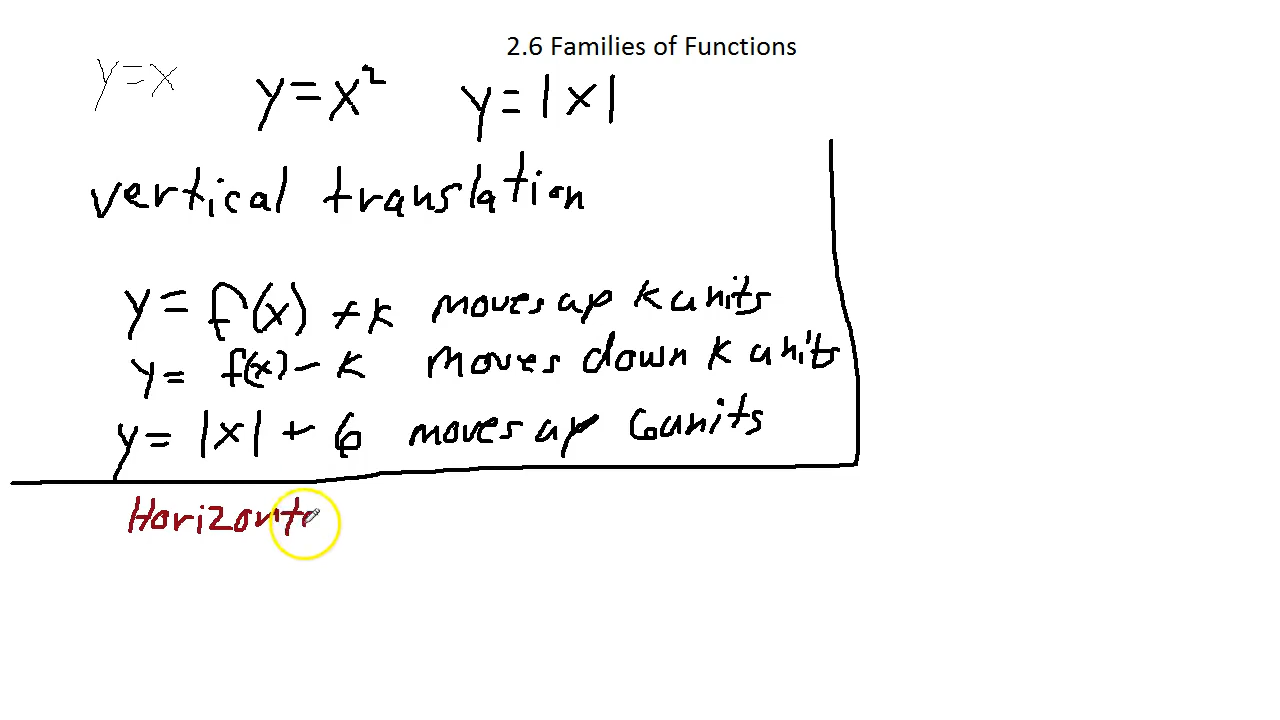 2.6 Families of Functions
y=x y=x² y=|x|
vertical translation
y= f(x) +k moves up k units
y= f(x) - k moves down k units
y= |x| + 6 moves up 6 units
Horizonta